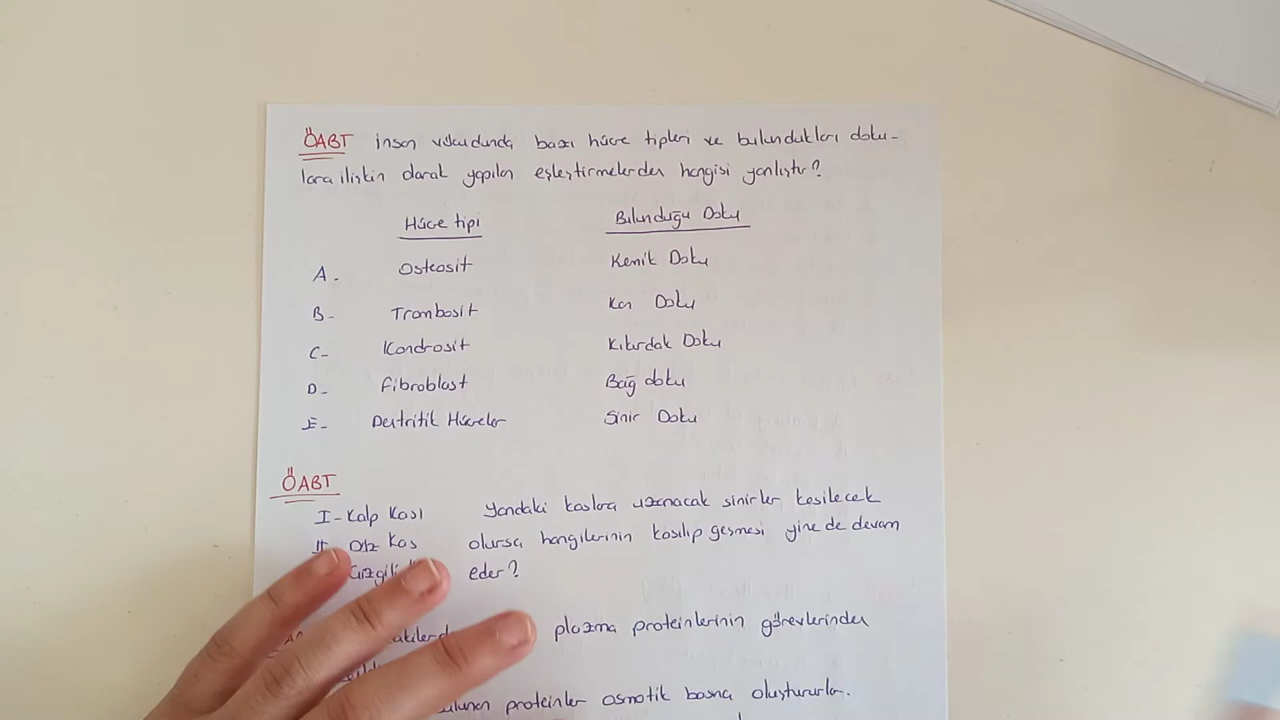 ÖABT insan vücudunda bazı hücre tipleri ve bulundukları doku-
lara ilişkin olarak yapılan eşleştirmelerden hangisi yanlıştır?
Hücre tipi Bulunduğu Doku
A- Osteosit Kemik Doku
B- Trombosit Kan Doku
C- Kondrosit Kıkırdak Doku
D- Fibroblast Bağ doku
E- Dentritik Hücreler Sinir Doku
ÖABT
I- Kalp Kası Yandaki kaslara uzanacak sinirler kesilecek
II- Düz Kas olursa hangilerinin kasılıp gevşmesi yine de devam
Çizgili eder?
plazma proteinlerinin görevlerinden
proteinler osmotik basınç oluştururlar.